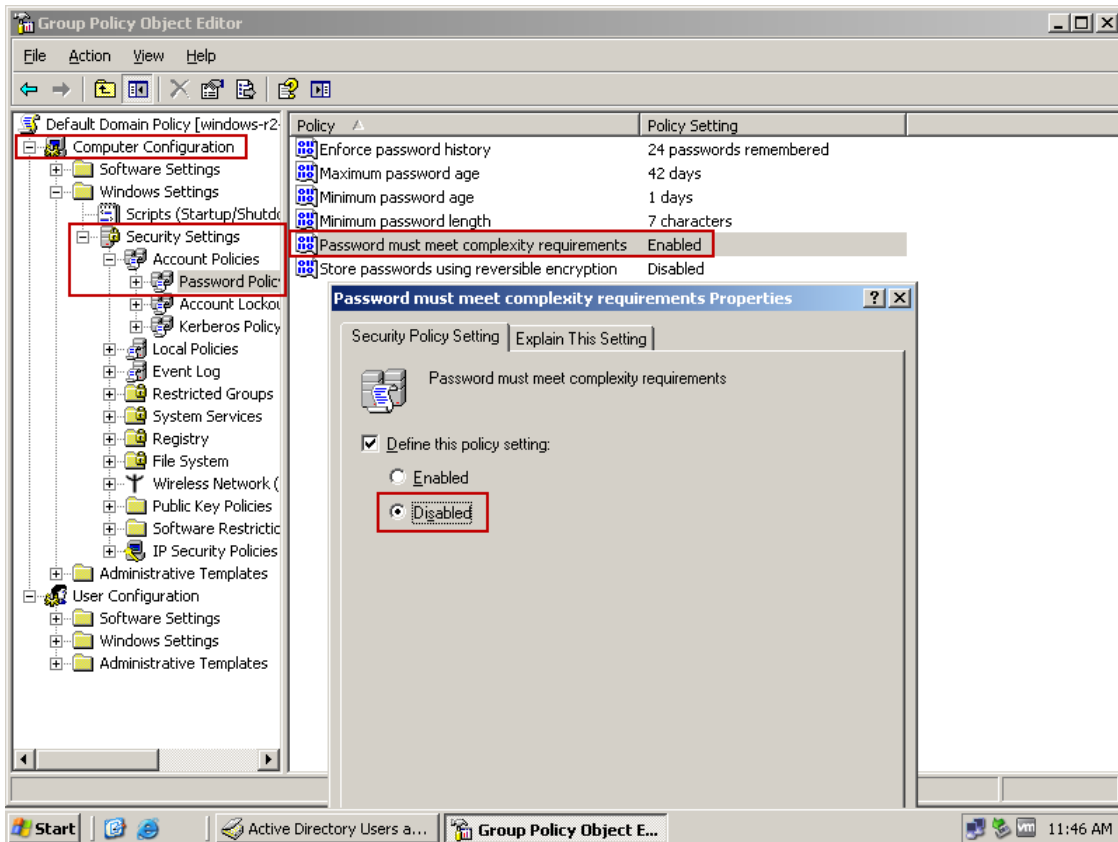 Group Policy Object Editor
File Action View Help
Default Domain Policy [windows-r2-
Computer Configuration
Software Settings
Windows Settings
Scripts (Startup/Shutdo
Security Settings
Account Policies
Password Polic
Account Lockou
Kerberos Policy
Local Policies
Event Log
Restricted Groups
System Services
Registry
File System
Wireless Network (
Public Key Policies
Software Restrictic
IP Security Policies
Administrative Templates
User Configuration
Software Settings
Windows Settings
Administrative Templates
Policy Policy Setting
Enforce password history 24 passwords remembered
Maximum password age 42 days
Minimum password age 1 days
Minimum password length 7 characters
Password must meet complexity requirements Enabled
Store passwords using reversible encryption Disabled
Password must meet complexity requirements Properties
Security Policy Setting Explain This Setting
Password must meet complexity requirements
Define this policy setting:
Enabled
Disabled
Start Active Directory Users a... Group Policy Object E... vm 11:46 AM